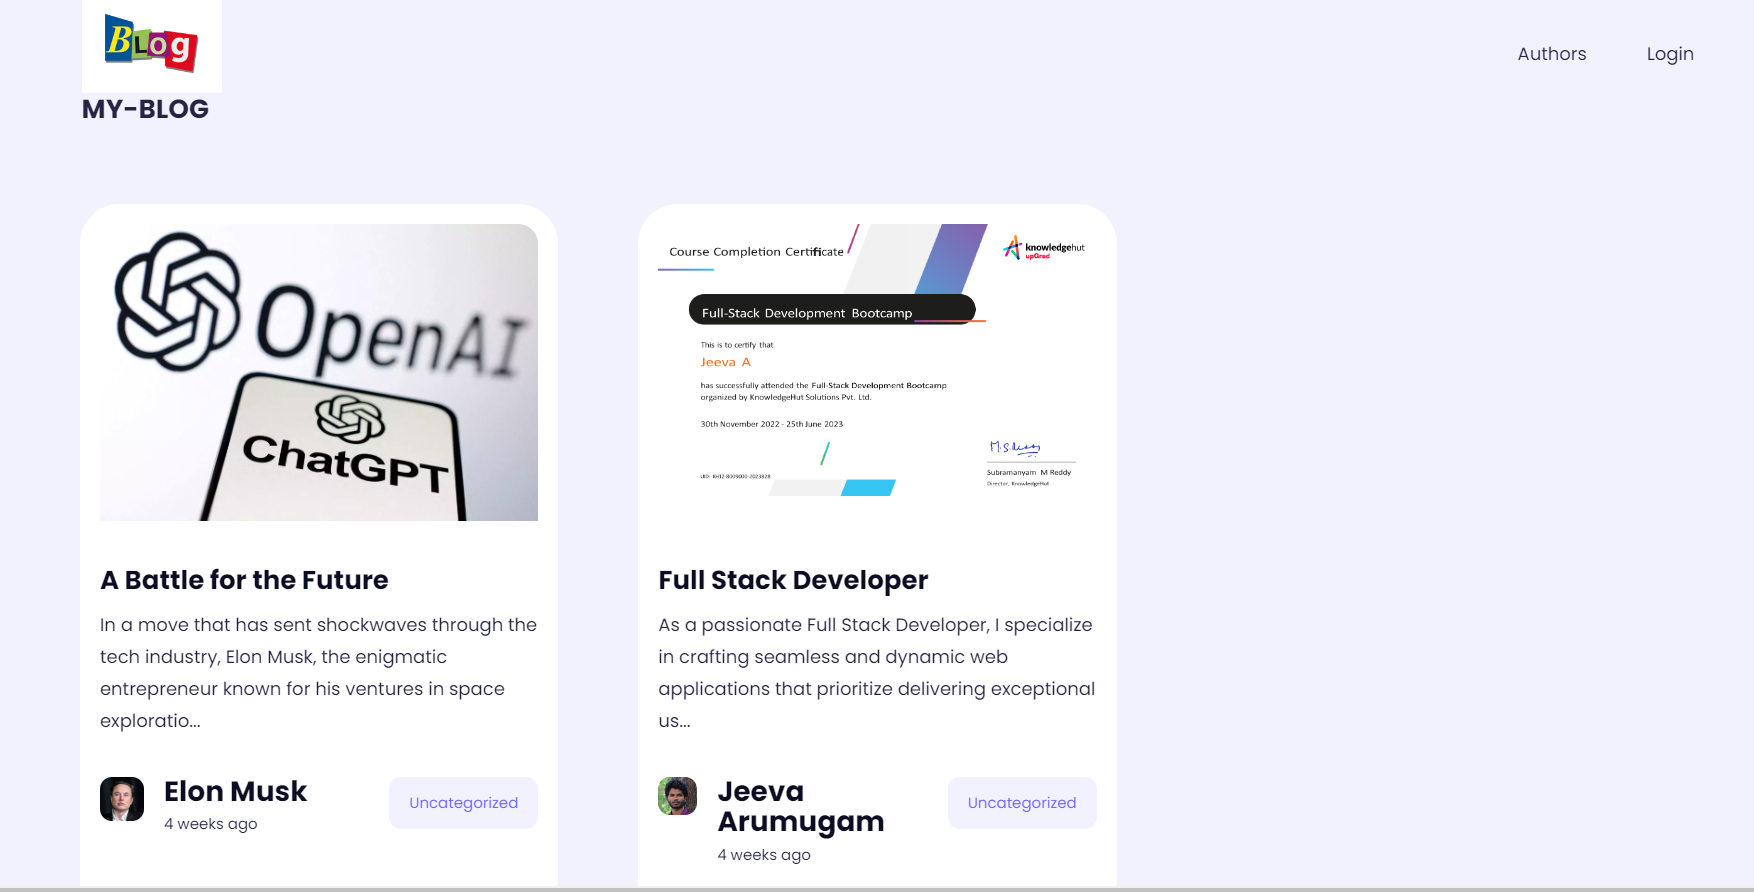 BLOG
MY-BLOG
Authors
Login
OpenAI
ChatGPT
A Battle for the Future
In a move that has sent shockwaves through the
tech industry, Elon Musk, the enigmatic
entrepreneur known for his ventures in space
exploratio...
Elon Musk
4 weeks ago
Uncategorized
Course Completion Certificate
knowledgehut
upGrad
Full-Stack Development Bootcamp
This is to certify that
Jeeva A
has successfully attended the Full-Stack Development Bootcamp
organized by KnowledgeHut Solutions Pvt. Ltd.
30th November 2022 - 25th June 2023
Subramanyam M Reddy
Director, KnowledgeHut
Full Stack Developer
As a passionate Full Stack Developer, I specialize
in crafting seamless and dynamic web
applications that prioritize delivering exceptional
us...
Jeeva
Arumugam
4 weeks ago
Uncategorized